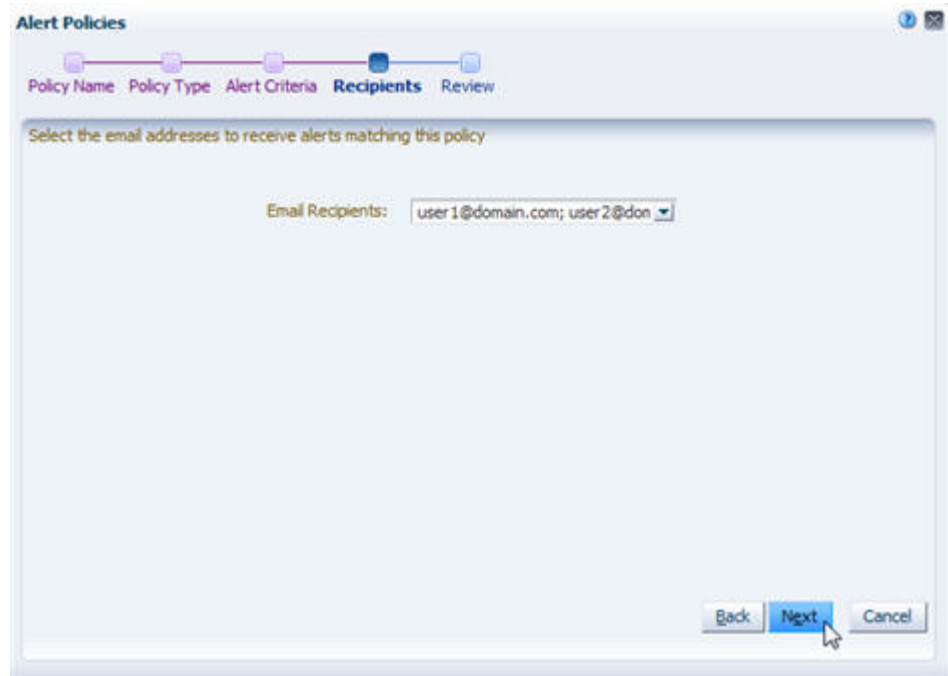 Alert Policies
Policy Name Policy Type Alert Criteria Recipients Review
Select the email addresses to receive alerts matching this policy
Email Recipients: user1@domain.com; user2@don
Back Next Cancel